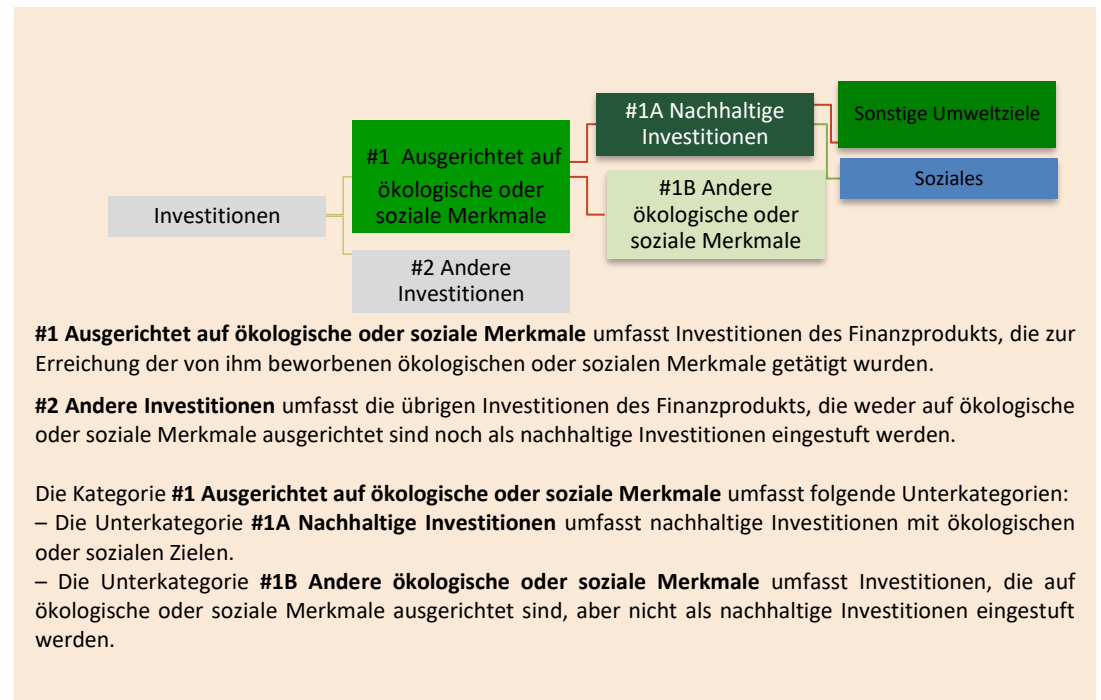 #1A Nachhaltige
Investitionen
Sonstige Umweltziele
#1 Ausgerichtet auf
ökologische oder
soziale Merkmale
Soziales
#1B Andere
ökologische oder
soziale Merkmale
Investitionen
#2 Andere
Investitionen
#1 Ausgerichtet auf ökologische oder soziale Merkmale umfasst Investitionen des Finanzprodukts, die zur
Erreichung der von ihm beworbenen ökologischen oder sozialen Merkmale getätigt wurden.
#2 Andere Investitionen umfasst die übrigen Investitionen des Finanzprodukts, die weder auf ökologische
oder soziale Merkmale ausgerichtet sind noch als nachhaltige Investitionen eingestuft werden.
Die Kategorie #1 Ausgerichtet auf ökologische oder soziale Merkmale umfasst folgende Unterkategorien:
– Die Unterkategorie #1A Nachhaltige Investitionen umfasst nachhaltige Investitionen mit ökologischen
oder sozialen Zielen.
– Die Unterkategorie #1B Andere ökologische oder soziale Merkmale umfasst Investitionen, die auf
ökologische oder soziale Merkmale ausgerichtet sind, aber nicht als nachhaltige Investitionen eingestuft
werden.